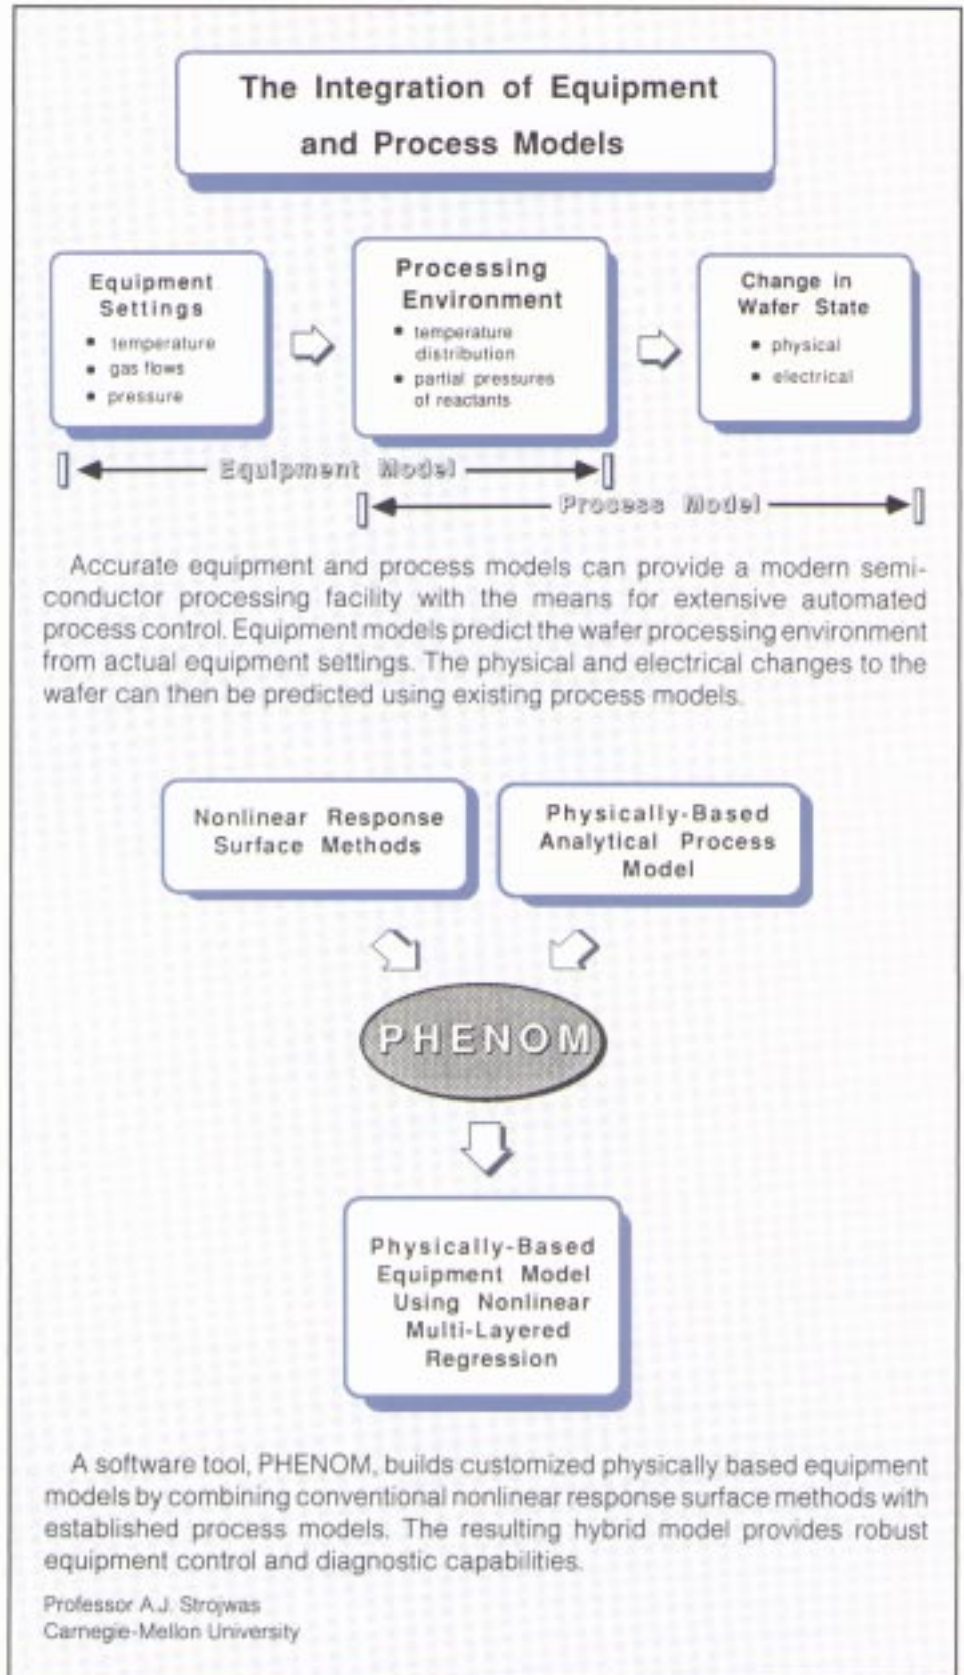 The Integration of Equipment
and Process Models
Equipment
Settings
• temperature
• gas flows
• pressure
Processing
Environment
• temperature
distribution
• partial pressures
of reactants
Change in
Wafer State
• physical
• electrical
Equipment Model
Process Model
Accurate equipment and process models can provide a modern semi-
conductor processing facility with the means for extensive automated
process control. Equipment models predict the wafer processing environment
from actual equipment settings. The physical and electrical changes to the
wafer can then be predicted using existing process models.
Nonlinear Response
Surface Methods
Physically-Based
Analytical Process
Model
PHENOM
Physically-Based
Equipment Model
Using Nonlinear
Multi-Layered
Regression
A software tool, PHENOM, builds customized physically based equipment
models by combining conventional nonlinear response surface methods with
established process models. The resulting hybrid model provides robust
equipment control and diagnostic capabilities.
Professor A.J. Strojwas
Carnegie-Mellon University